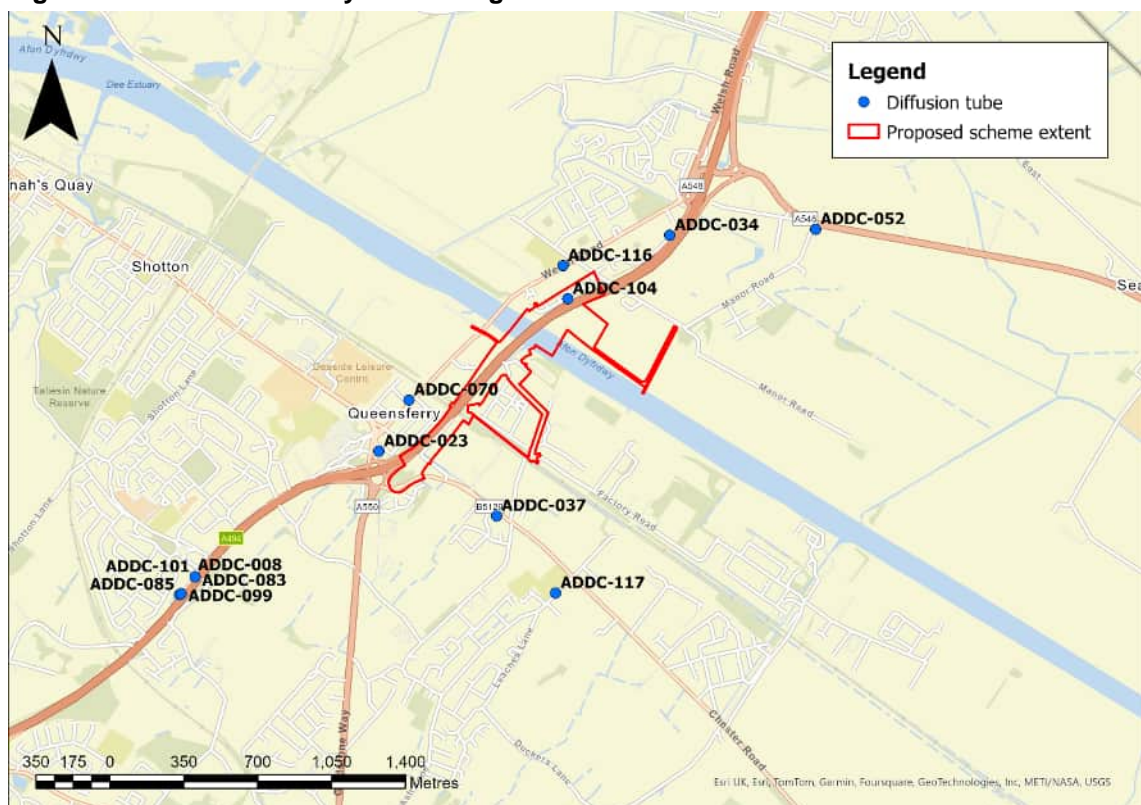 N
Afon Dyfrdwy
Dee Estuary
Welsh Road
Legend
Diffusion tube
Proposed scheme extent
East
nah's Quay
A548
ADDC-034
A548
ADDC-052
Shotton
ADDC-116
ADDC-104
Manor Road
Sea
Shotton Lane
Deeside Leisure
Centre
Afon Dyfrdwy
Taliesin Nature
Reserve
ADDC-070
Queensferry
Manor Road
ADDC-023
Shotton Lane
A550
B5129
ADDC-037
Factory Road
A494
ADDC-101
ADDC-008
ADDC-085
ADDC-083
ADDC-099
ADDC-117
Leaches Lane
Chester Road
Duckers Lane
350 175 0 350 700 1,050 1,400
Metres
Esri UK, Esri, TomTom, Garmin, Foursquare, GeoTechnologies, Inc, METI/NASA, USGS